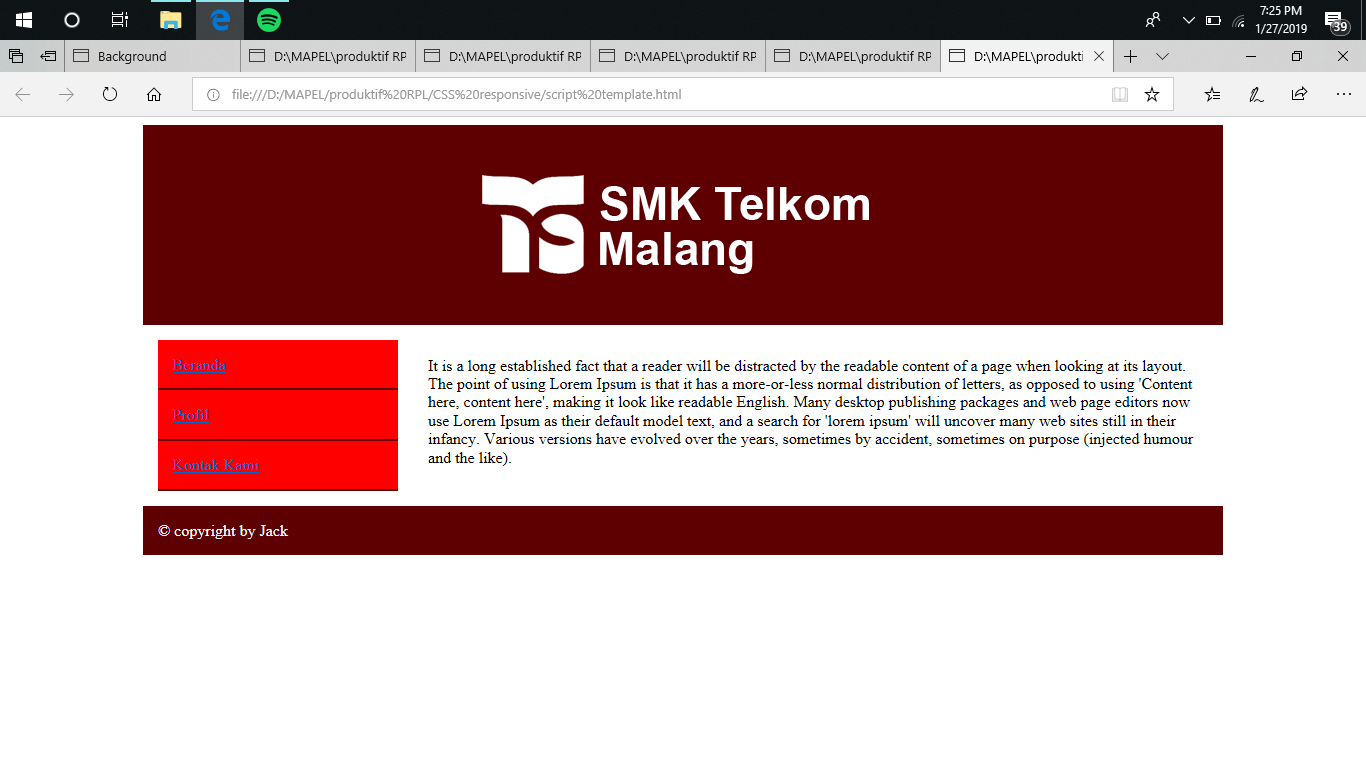 7:25 PM
1/27/2019
39
Background
D:\MAPEL\produktif RP
D:\MAPEL\produktif RP
D:\MAPEL\produktif RP
D:\MAPEL\produktif RP
D:\MAPEL\produkti
file:///D:/MAPEL/produktif%20RPL/CSS%20responsive/script%20template.html
SMK Telkom
Malang
Beranda
Profil
Kontak Kami
It is a long established fact that a reader will be distracted by the readable content of a page when looking at its layout.
The point of using Lorem Ipsum is that it has a more-or-less normal distribution of letters, as opposed to using 'Content
here, content here', making it look like readable English. Many desktop publishing packages and web page editors now
use Lorem Ipsum as their default model text, and a search for 'lorem ipsum' will uncover many web sites still in their
infancy. Various versions have evolved over the years, sometimes by accident, sometimes on purpose (injected humour
and the like).
© copyright by Jack